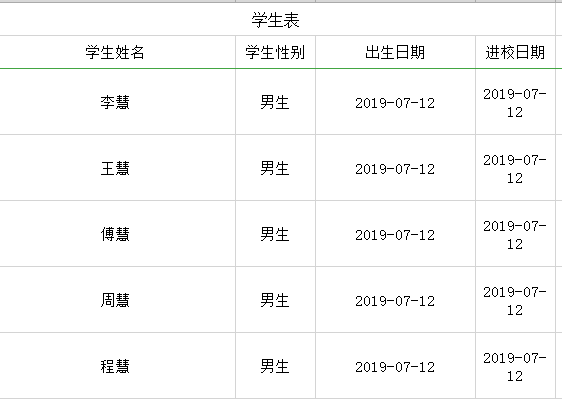 学生表
学生姓名 学生性别 出生日期 进校日期
李慧 男生 2019-07-12 2019-07-
12
王慧 男生 2019-07-12 2019-07-
12
傅慧 男生 2019-07-12 2019-07-
12
周慧 男生 2019-07-12 2019-07-
12
程慧 男生 2019-07-12 2019-07-
12